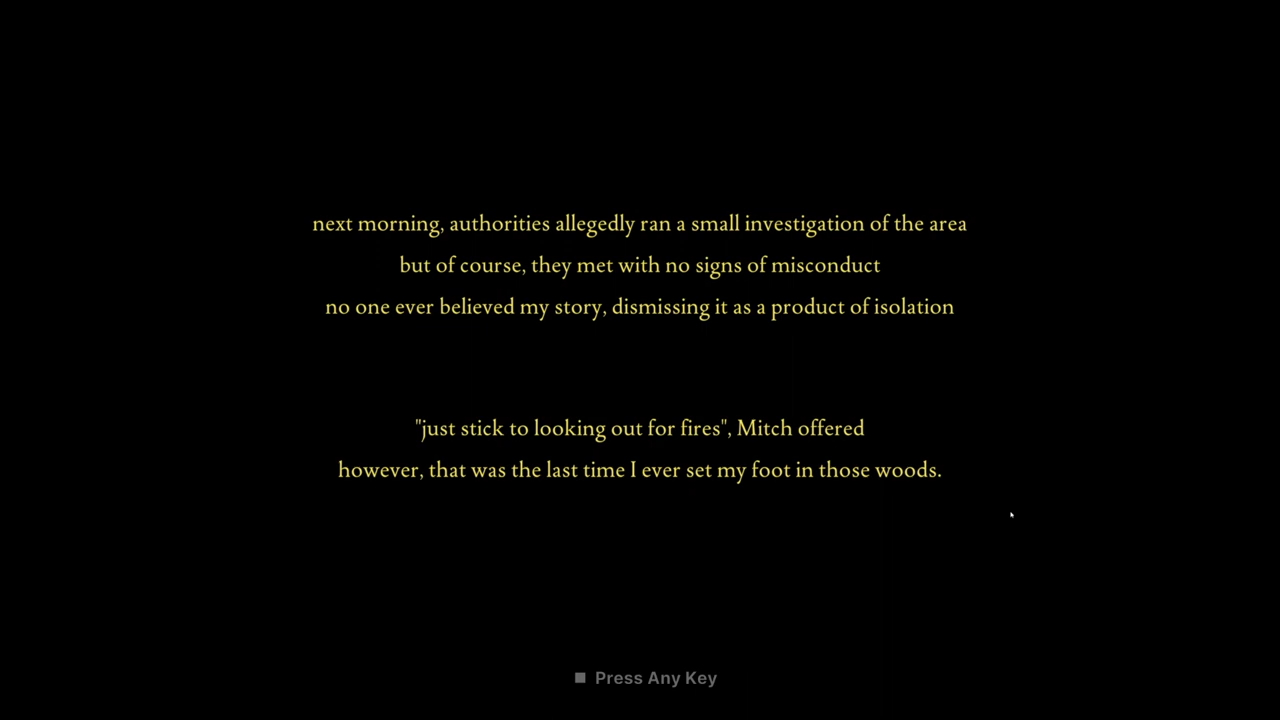 next morning, authorities allegedly ran a small investigation of the area
but of course, they met with no signs of misconduct
no one ever believed my story, dismissing it as a product of isolation
"just stick to looking out for fires", Mitch offered
however, that was the last time I ever set my foot in those woods.
Press Any Key